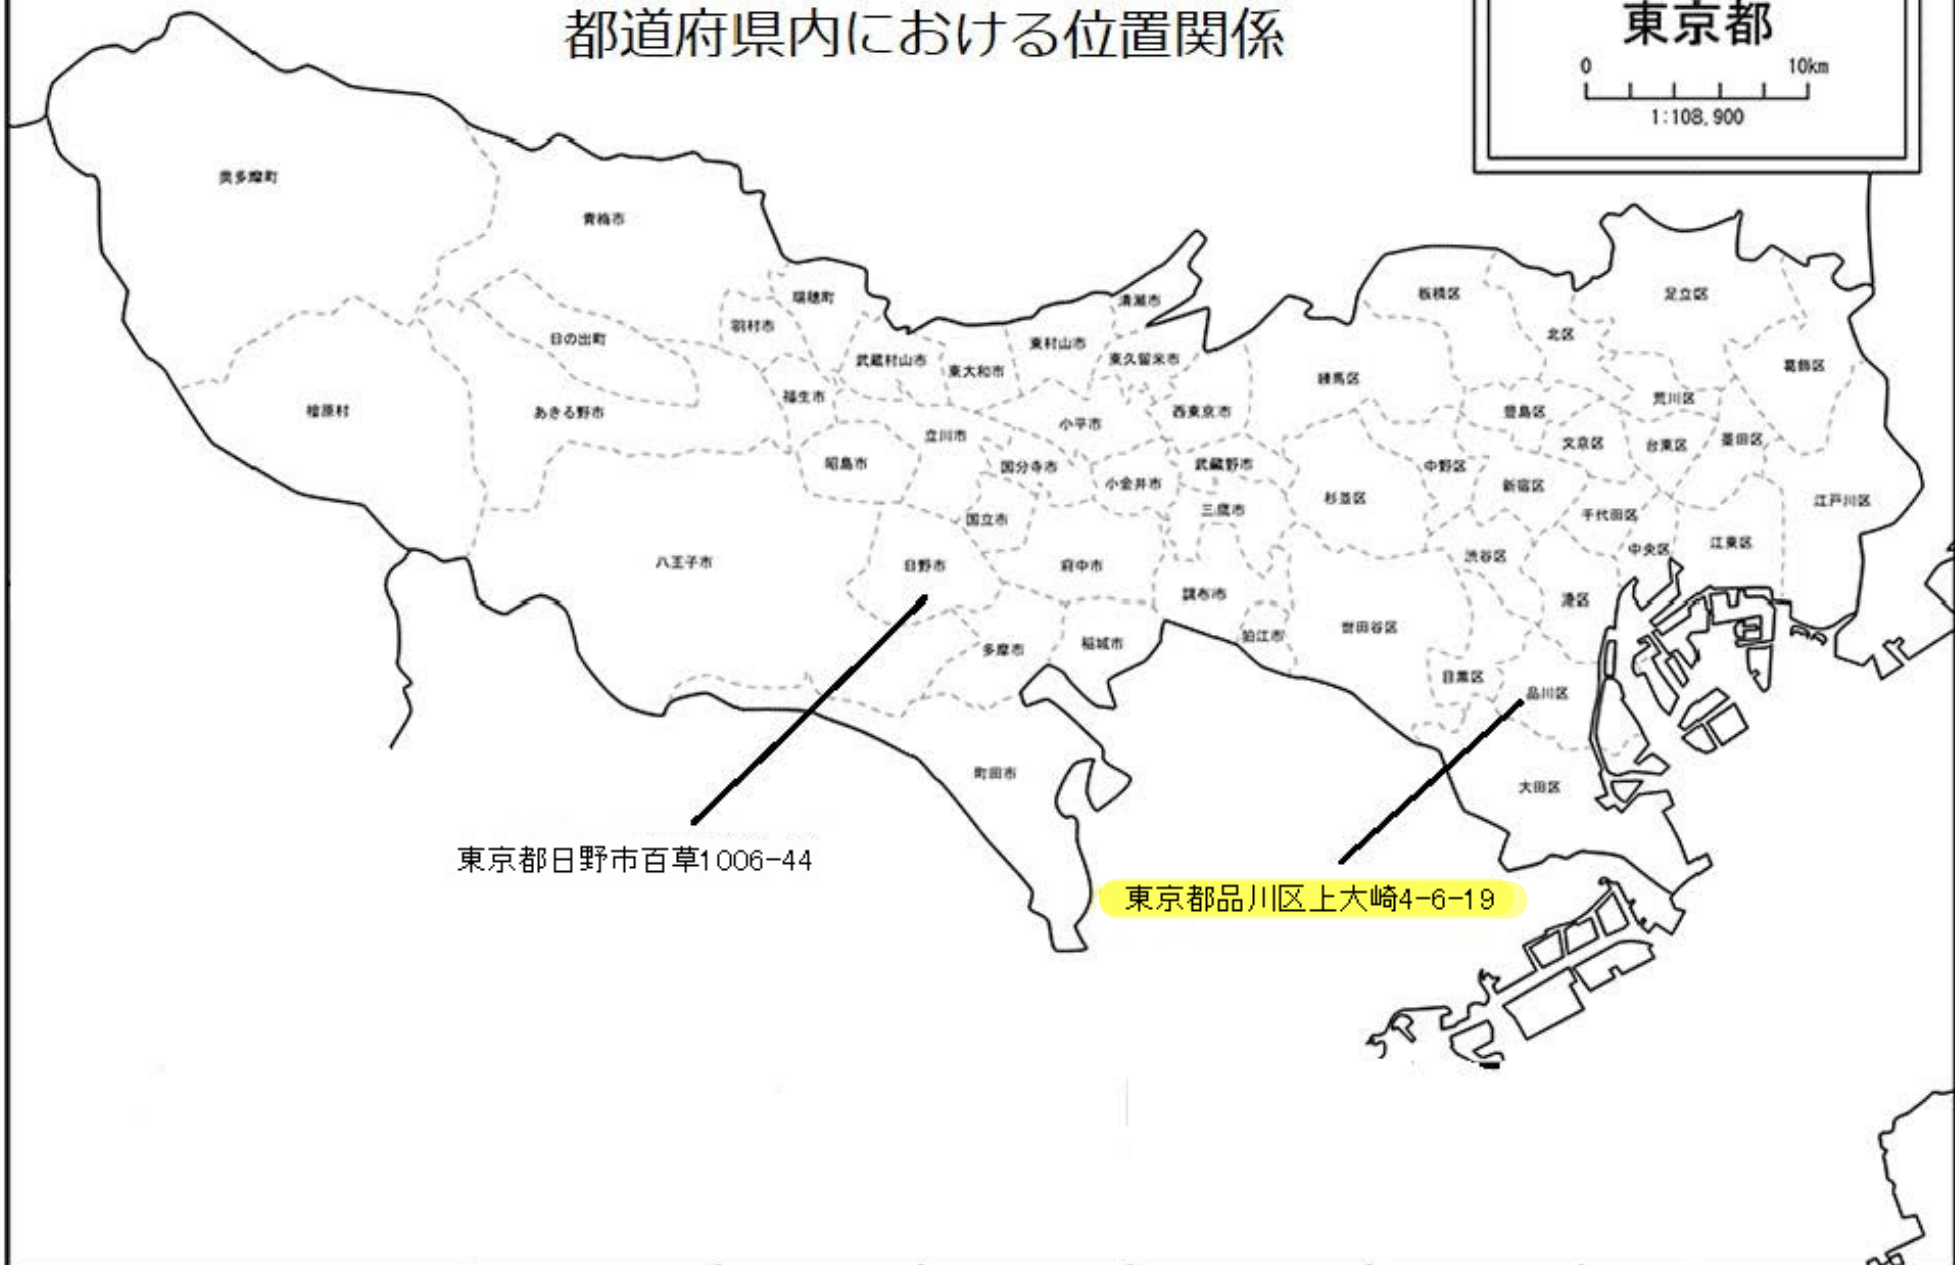 都道府県内における位置関係
東京都
0 10km
1:108,900
奥多摩町
青梅市
瑞穂町
羽村市
日の出町
清瀬市
東村山市
武蔵村山市
東大和市
東久留米市
板橋区
足立区
北区
葛飾区
練馬区
檜原村
あきる野市
福生市
立川市
小平市
西東京市
豊島区
荒川区
文京区
台東区
墨田区
昭島市
国分寺市
小金井市
武蔵野市
中野区
新宿区
杉並区
三鷹市
国立市
千代田区
江戸川区
八王子市
日野市
府中市
渋谷区
中央区
江東区
調布市
港区
狛江市
世田谷区
多摩市
稲城市
目黒区
品川区
町田市
大田区
東京都日野市百草1006-44
東京都品川区上大崎4-6-19